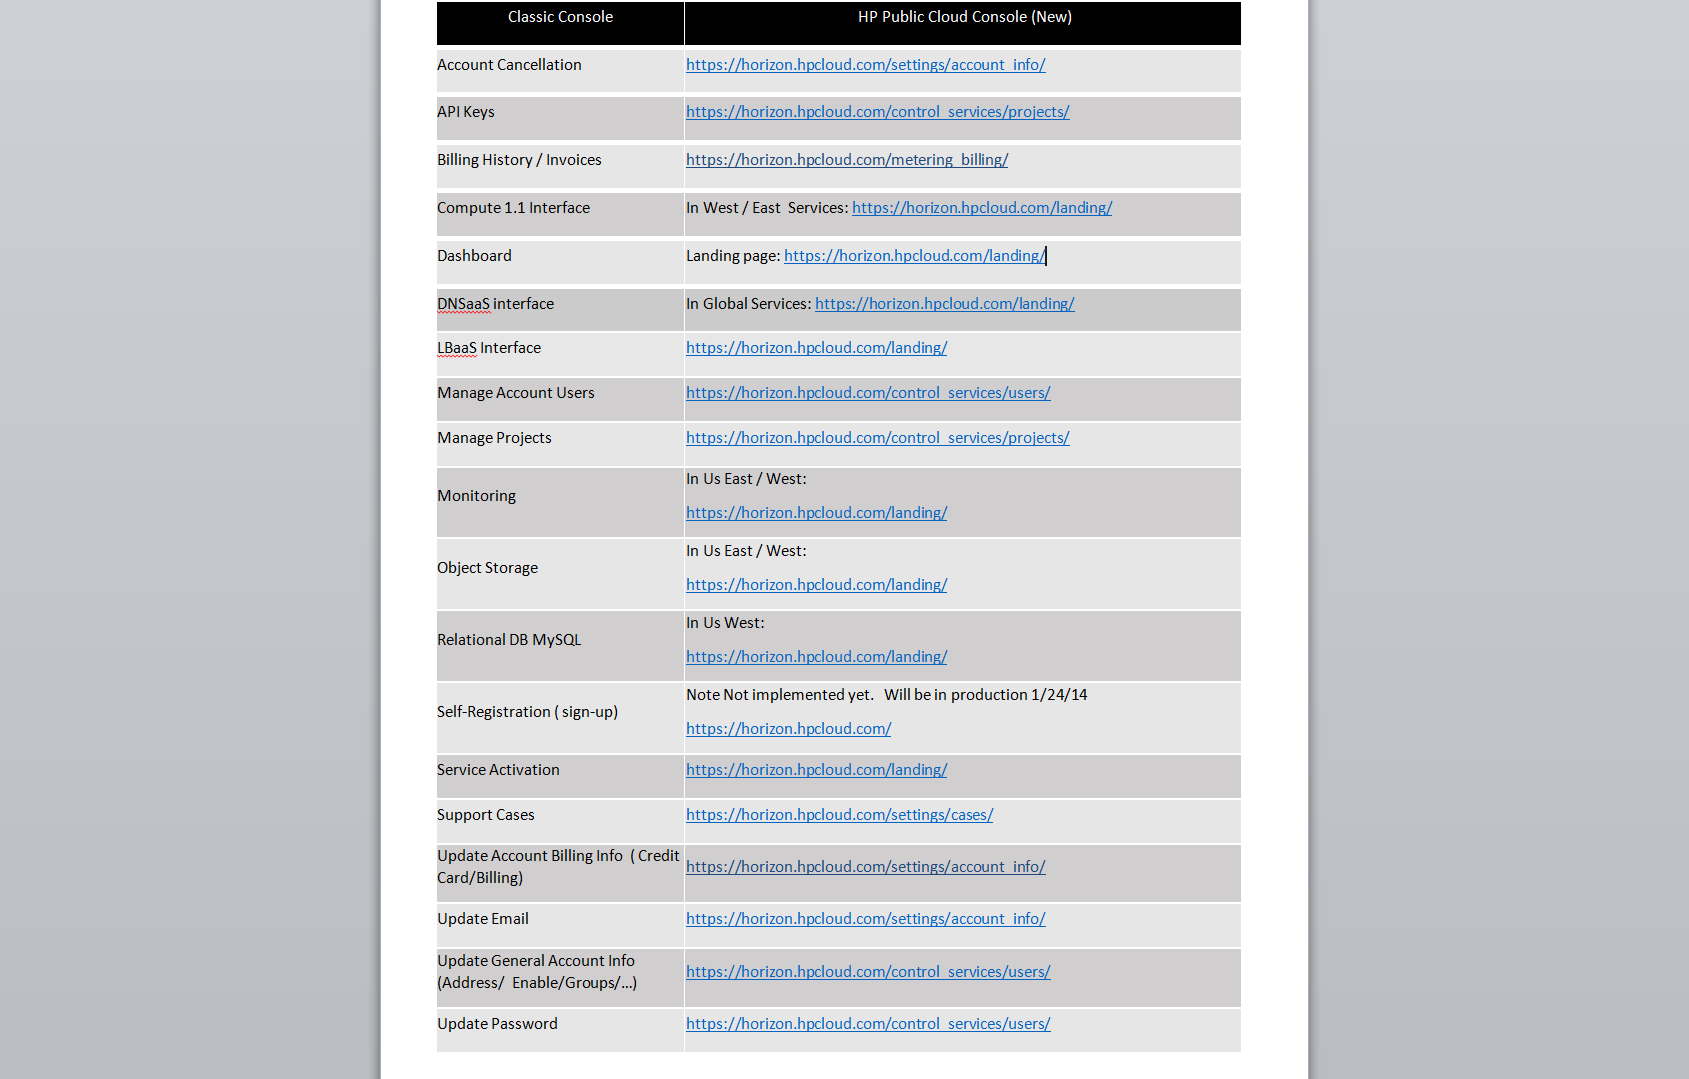 Classic Console HP Public Cloud Console (New)
Account Cancellation https://horizon.hpcloud.com/settings/account_info/
API Keys https://horizon.hpcloud.com/control_services/projects/
Billing History / Invoices https://horizon.hpcloud.com/metering_billing/
Compute 1.1 Interface In West / East  Services: https://horizon.hpcloud.com/landing/
Dashboard Landing page: https://horizon.hpcloud.com/landing/
DNSaaS interface In Global Services: https://horizon.hpcloud.com/landing/
LBaaS Interface https://horizon.hpcloud.com/landing/
Manage Account Users https://horizon.hpcloud.com/control_services/users/
Manage Projects https://horizon.hpcloud.com/control_services/projects/
Monitoring
In Us East / West:
https://horizon.hpcloud.com/landing/
Object Storage
In Us East / West:
https://horizon.hpcloud.com/landing/
Relational DB MySQL
In Us West:
https://horizon.hpcloud.com/landing/
Self-Registration ( sign-up)
Note Not implemented yet.   Will be in production 1/24/14
https://horizon.hpcloud.com/
Service Activation https://horizon.hpcloud.com/landing/
Support Cases https://horizon.hpcloud.com/settings/cases/
Update Account Billing Info  ( Credit
Card/Billing)
https://horizon.hpcloud.com/settings/account_info/
Update Email https://horizon.hpcloud.com/settings/account_info/
Update General Account Info
(Address/  Enable/Groups/...)
https://horizon.hpcloud.com/control_services/users/
Update Password https://horizon.hpcloud.com/control_services/users/